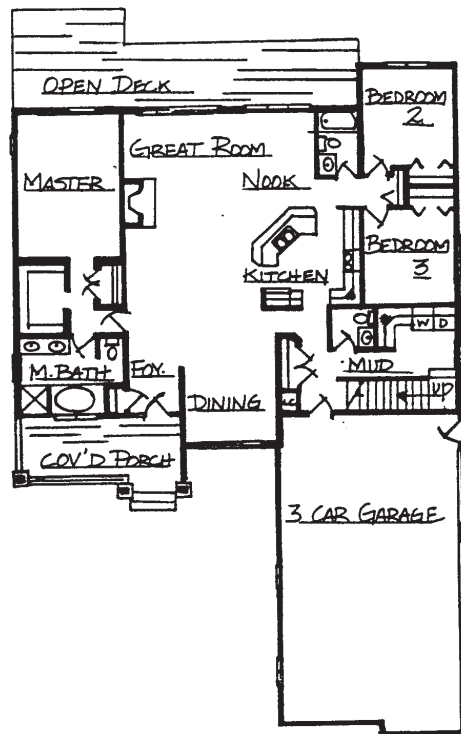 OPEN DECK
BEDROOM
2
GREAT ROOM
MASTER
NOOK
BEDROOM
3
KITCHEN
W D
M. BATH
FOY.
MUD
UP
DINING
COV'D PORCH
3 CAR GARAGE